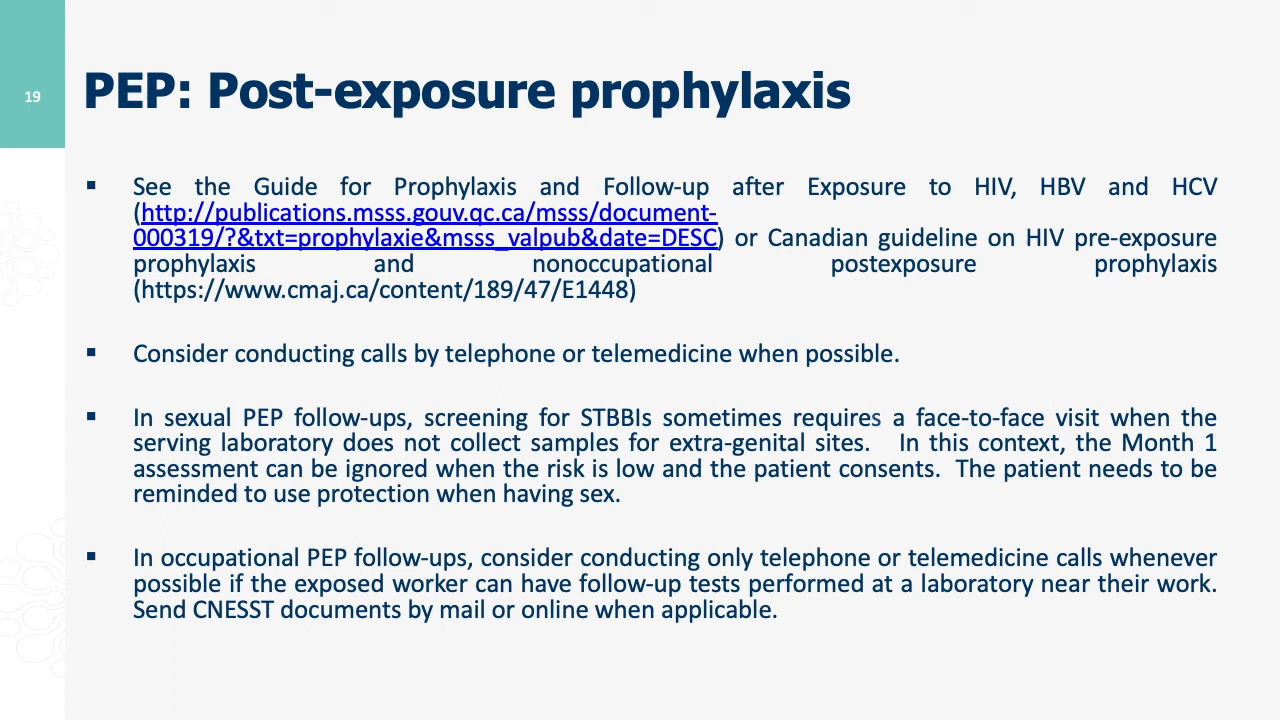 19
PEP: Post-exposure prophylaxis
▪ See the Guide for Prophylaxis and Follow-up after Exposure to HIV, HBV and HCV
(http://publications.msss.gouv.qc.ca/msss/document-
000319/?&txt=prophylaxie&msss_valpub&date=DESC) or Canadian guideline on HIV pre-exposure
prophylaxis and nonoccupational postexposure prophylaxis
(https://www.cmaj.ca/content/189/47/E1448)
▪ Consider conducting calls by telephone or telemedicine when possible.
▪ In sexual PEP follow-ups, screening for STBBIs sometimes requires a face-to-face visit when the
serving laboratory does not collect samples for extra-genital sites. In this context, the Month 1
assessment can be ignored when the risk is low and the patient consents. The patient needs to be
reminded to use protection when having sex.
▪ In occupational PEP follow-ups, consider conducting only telephone or telemedicine calls whenever
possible if the exposed worker can have follow-up tests performed at a laboratory near their work.
Send CNESST documents by mail or online when applicable.